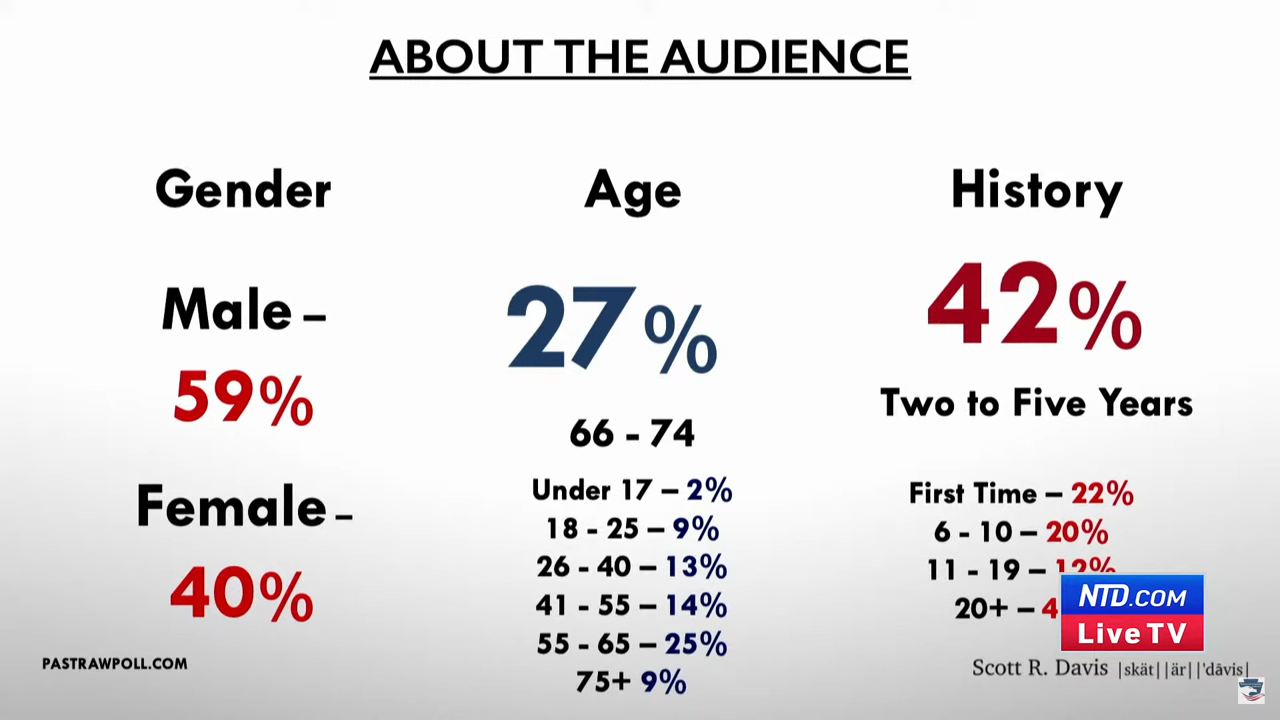 ABOUT THE AUDIENCE
Gender
Male –
59%
Female –
40%
Age
27%
66 - 74
Under 17 – 2%
18 - 25 – 9%
26 - 40 – 13%
41 - 55 – 14%
55 - 65 – 25%
75+ 9%
History
42%
Two to Five Years
First Time – 22%
6 - 10 – 20%
11 - 19 – 12%
20+ – 4
NTD.COM
Live TV
PASTRAWPOLL.COM
Scott R. Davis |skät||är||'dāvis|